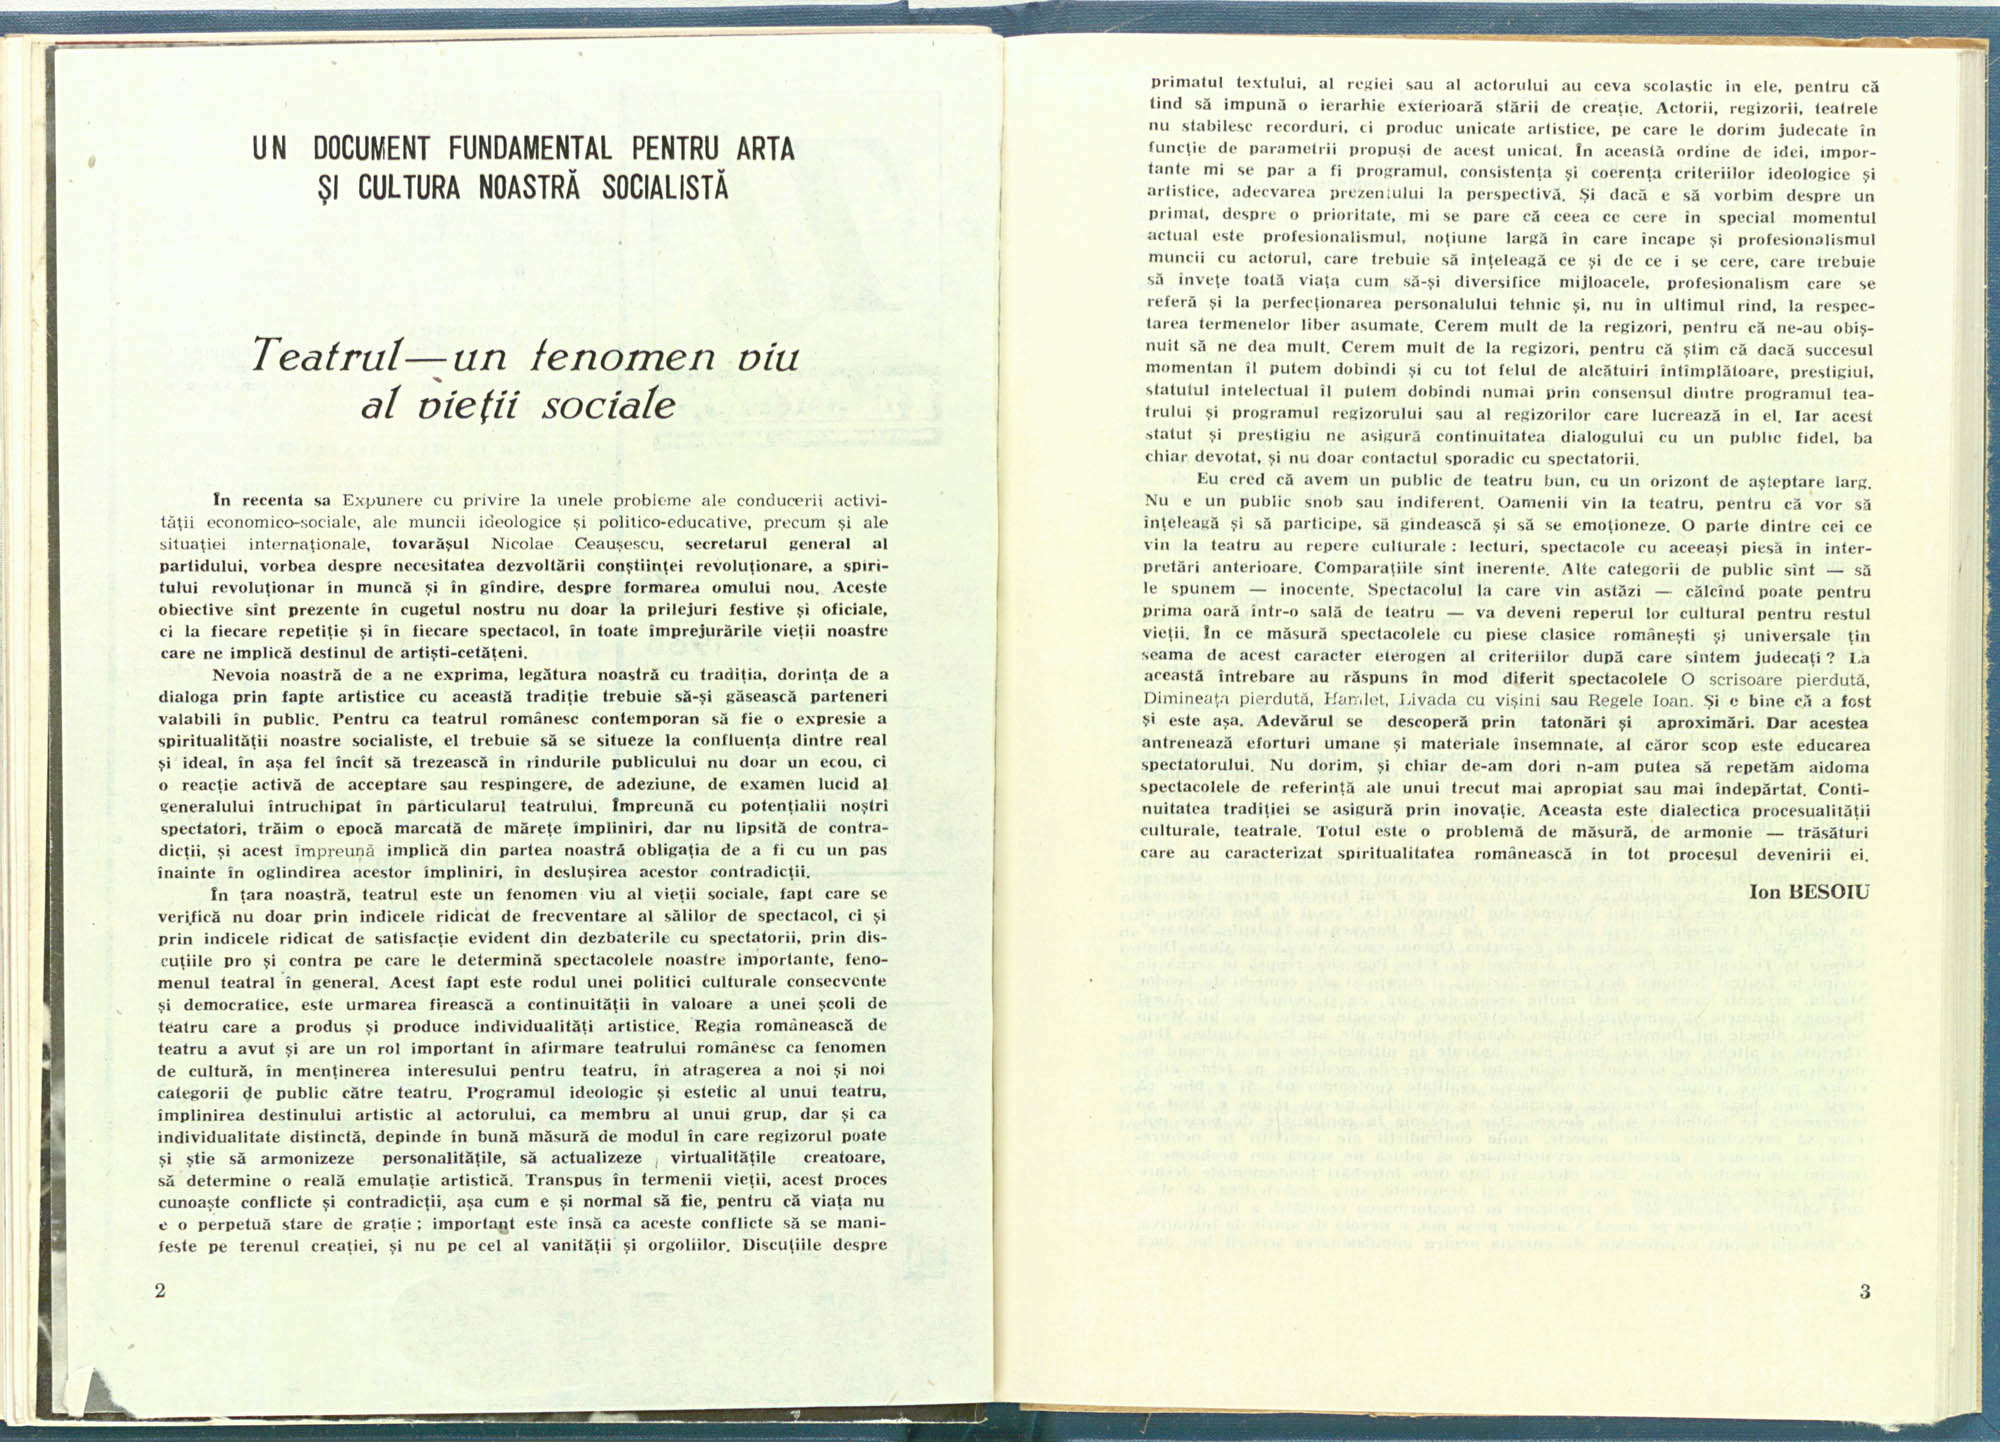 UN DOCUMENT FUNDAMENTAL PENTRU ARTA
ȘI CULTURA NOASTRĂ SOCIALISTĂ
Teatrul—un fenomen viu
al vieții sociale
În recenta sa Expunere cu privire la unele probleme ale conducerii activi-
tății economico-sociale, ale muncii ideologice și politico-educative, precum și ale
situației internaționale, tovarășul Nicolae Ceaușescu, secretarul general al
partidului, vorbea despre necesitatea dezvoltării conștiinței revoluționare, a spiri-
tului revoluționar în muncă și în gîndire, despre formarea omului nou. Aceste
obiective sînt prezente în cugetul nostru nu doar la prilejuri festive și oficiale,
ci la fiecare repetiție și în fiecare spectacol, în toate împrejurările vieții noastre
care ne implică destinul de artiști-cetățeni.
Nevoia noastră de a ne exprima, legătura noastră cu tradiția, dorința de a
dialoga prin fapte artistice cu această tradiție trebuie să-și găsească parteneri
valabili în public. Pentru ca teatrul românesc contemporan să fie o expresie a
spiritualității noastre socialiste, el trebuie să se situeze la confluența dintre real
și ideal, în așa fel încît să trezească în rîndurile publicului nu doar un ecou, ci
o reacție activă de acceptare sau respingere, de adeziune, de examen lucid al
generalului întruchipat în particularul teatrului. Împreună cu potențialii noștri
spectatori, trăim o epocă marcată de mărețe împliniri, dar nu lipsită de contra-
dicții, și acest împreună implică din partea noastră obligația de a fi cu un pas
înainte în oglindirea acestor împliniri, în deslușirea acestor contradicții.
În țara noastră, teatrul este un fenomen viu al vieții sociale, fapt care se
verifică nu doar prin indicele ridicat de frecventare al sălilor de spectacol, ci și
prin indicele ridicat de satisfacție evident din dezbaterile cu spectatorii, prin dis-
cuțiile pro și contra pe care le determină spectacolele noastre importante, feno-
menul teatral în general. Acest fapt este rodul unei politici culturale consecvente
și democratice, este urmarea firească a continuității în valoare a unei școli de
teatru care a produs și produce individualități artistice. Regia românească de
teatru a avut și are un rol important în afirmare teatrului românesc ca fenomen
de cultură, în menținerea interesului pentru teatru, în atragerea a noi și noi
categorii de public către teatru. Programul ideologic și estetic al unui teatru,
împlinirea destinului artistic al actorului, ca membru al unui grup, dar și ca
individualitate distinctă, depinde în bună măsură de modul în care regizorul poate
și știe să armonizeze personalitățile, să actualizeze virtualitățile creatoare,
să determine o reală emulație artistică. Transpus în termenii vieții, acest proces
cunoaște conflicte și contradicții, așa cum e și normal să fie, pentru că viața nu
e o perpetuă stare de grație ; important este însă ca aceste conflicte să se mani-
feste pe terenul creației, și nu pe cel al vanității și orgoliilor. Discuțiile despre
2
primatul textului, al regiei sau al actorului au ceva scolastic în ele, pentru că
tind să impună o ierarhie exterioară stării de creație. Actorii, regizorii, teatrele
nu stabilesc recorduri, ci produc unicate artistice, pe care le dorim judecate în
funcție de parametrii propuși de acest unicat. În această ordine de idei, impor-
tante mi se par a fi programul, consistența și coerența criteriilor ideologice și
artistice, adecvarea prezentului la perspectivă. Și dacă e să vorbim despre un
primat, despre o prioritate, mi se pare că ceea ce cere în special momentul
actual este profesionalismul, noțiune largă în care încape și profesionalismul
muncii cu actorul, care trebuie să înțeleagă ce și de ce i se cere, care trebuie
să învețe toată viața cum să-și diversifice mijloacele, profesionalism care se
referă și la perfecționarea personalului tehnic și, nu în ultimul rînd, la respec-
tarea termenelor liber asumate. Cerem mult de la regizori, pentru că ne-au obiș-
nuit să ne dea mult. Cerem mult de la regizori, pentru că știm că dacă succesul
momentan îl putem dobîndi și cu tot felul de alcătuiri întîmplătoare, prestigiul,
statutul intelectual îl putem dobîndi numai prin consensul dintre programul tea-
trului și programul regizorului sau al regizorilor care lucrează în el. Iar acest
statut și prestigiu ne asigură continuitatea dialogului cu un public fidel, ba
chiar devotat, și nu doar contactul sporadic cu spectatorii.
Eu cred că avem un public de teatru bun, cu un orizont de așteptare larg.
Nu e un public snob sau indiferent. Oamenii vin la teatru, pentru că vor să
înțeleagă și să participe, să gîndească și să se emoționeze. O parte dintre cei ce
vin la teatru au repere culturale : lecturi, spectacole cu aceeași piesă în inter-
pretări anterioare. Comparațiile sînt inerente. Alte categorii de public sînt — să
le spunem — inocente. Spectacolul la care vin astăzi — călcînd poate pentru
prima oară într-o sală de teatru — va deveni reperul lor cultural pentru restul
vieții. În ce măsură spectacolele cu piese clasice românești și universale țin
seama de acest caracter eterogen al criteriilor după care sîntem judecați ? La
această întrebare au răspuns în mod diferit spectacolele O scrisoare pierdută,
Dimineața pierdută, Hamlet, Livada cu vișini sau Regele Ioan. Și e bine că a fost
și este așa. Adevărul se descoperă prin tatonări și aproximări. Dar acestea
antrenează eforturi umane și materiale însemnate, al căror scop este educarea
spectatorului. Nu dorim, și chiar de-am dori n-am putea să repetăm aidoma
spectacolele de referință ale unui trecut mai apropiat sau mai îndepărtat. Conti-
nuitatea tradiției se asigură prin inovație. Aceasta este dialectica procesualității
culturale, teatrale. Totul este o problemă de măsură, de armonie — trăsături
care au caracterizat spiritualitatea românească în tot procesul devenirii ei.
Ion BESOIU
3